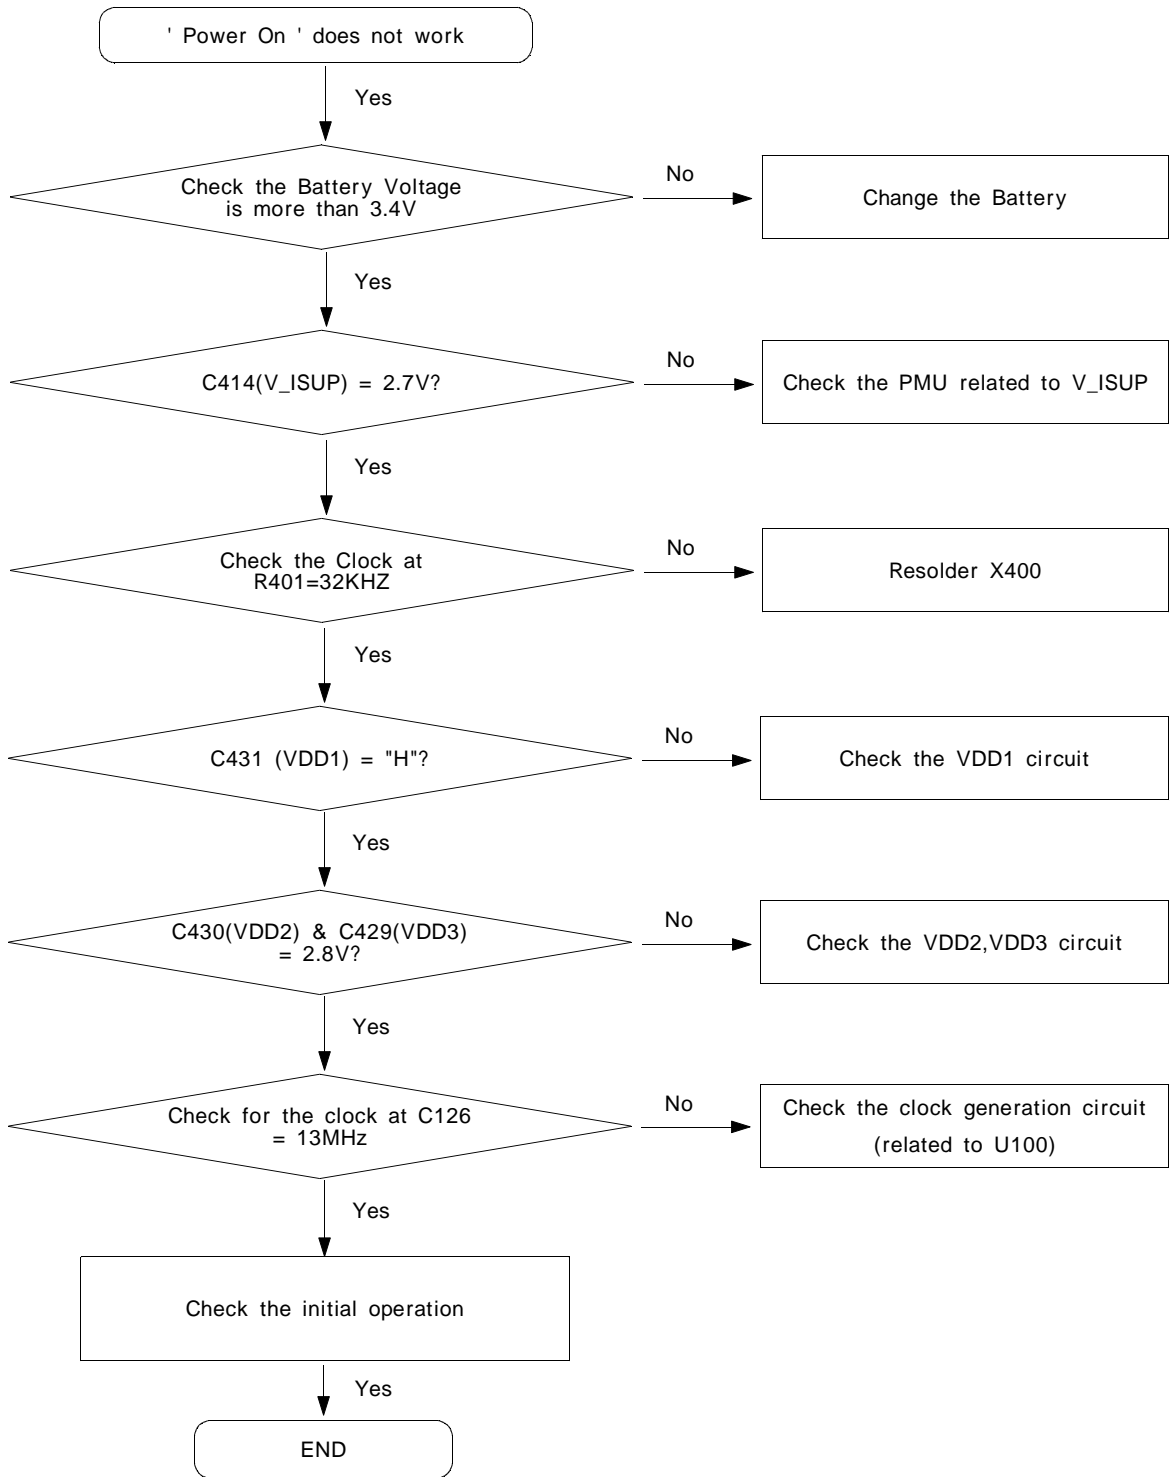 ' Power On ' does not work
Yes
Check the Battery Voltage
is more than 3.4V
No
Change the Battery
Yes
C414(V_ISUP) = 2.7V?
No
Check the PMU related to V_ISUP
Yes
Check the Clock at
R401=32KHZ
No
Resolder X400
Yes
C431 (VDD1) = "H"?
No
Check the VDD1 circuit
Yes
C430(VDD2) & C429(VDD3)
= 2.8V?
No
Check the VDD2,VDD3 circuit
Yes
Check for the clock at C126
= 13MHz
No
Check the clock generation circuit
(related to U100)
Yes
Check the initial operation
Yes
END